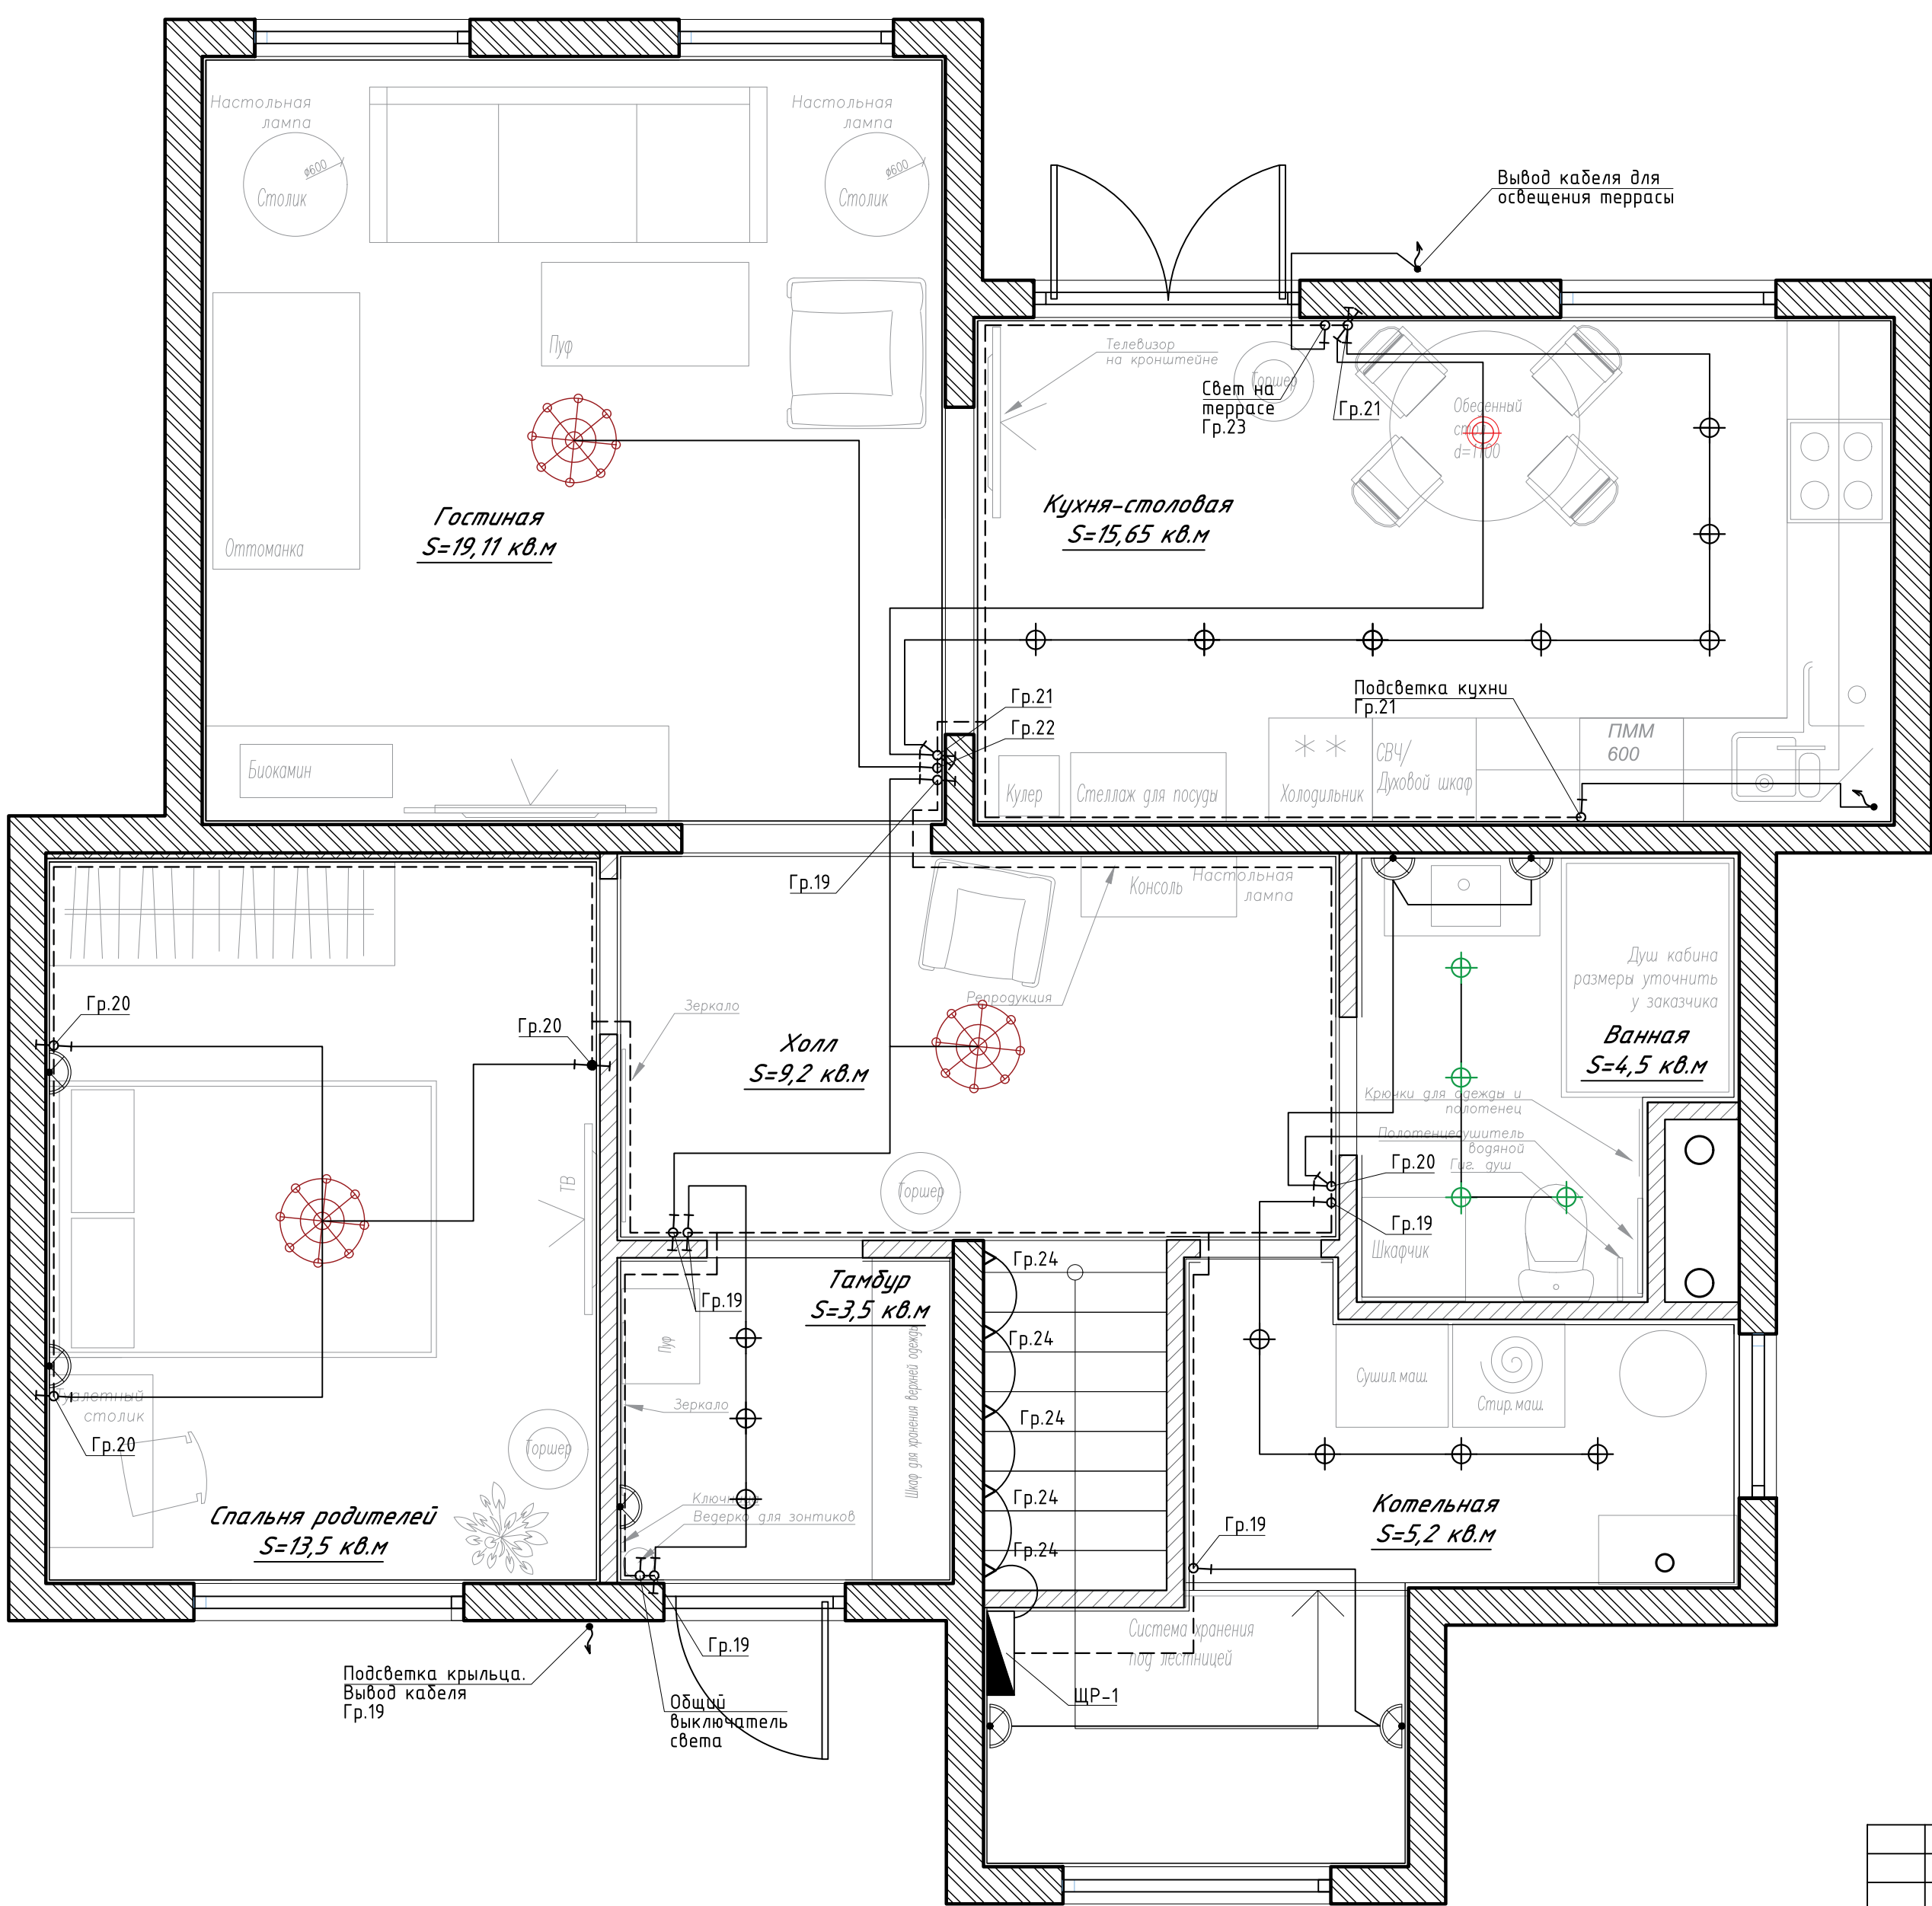 Настольная
лампа
ø600
Столик
Настольная
лампа
ø600
Столик
Пуф
Гостиная
S=19,11 кв.м
Оттоманка
Биокамин
Вывод кабеля для
освещения террасы
Телевизор
на кронштейне
Торшер
Свет на
террасе
Гр.23
Гр.21
Обеденный
стол
d=1100
Кухня-столовая
S=15,65 кв.м
Гр.21
Гр.22
Подсветка кухни
Гр.21
ПММ
600
Кулер
Стеллаж для посуды
Холодильник
СВЧ/
Духовой шкаф
Гр.19
Консоль
Настольная
лампа
Репродукция
Зеркало
Холл
S=9,2 кв.м
Торшер
Гр.20
Гр.20
ТВ
Туалетный
столик
Гр.20
Торшер
Спальня родителей
S=13,5 кв.м
Душ кабина
размеры уточнить
у заказчика
Ванная
S=4,5 кв.м
Крючки для одежды и
полотенец
Полотенцесушитель
водяной
Гиг. душ
Гр.20
Гр.19
Шкафчик
Гр.19
Тамбур
S=3,5 кв.м
Пуф
Зеркало
Шкаф для хранения верхней одежды
Ключница
Ведерко для зонтиков
Гр.24
Гр.24
Гр.24
Гр.24
Гр.24
Сушил.маш.
Стир.маш.
Котельная
S=5,2 кв.м
Гр.19
Система хранения
под лестницей
ЩР-1
Гр.19
Подсветка крыльца.
Вывод кабеля
Гр.19
Общий
выключатель
света